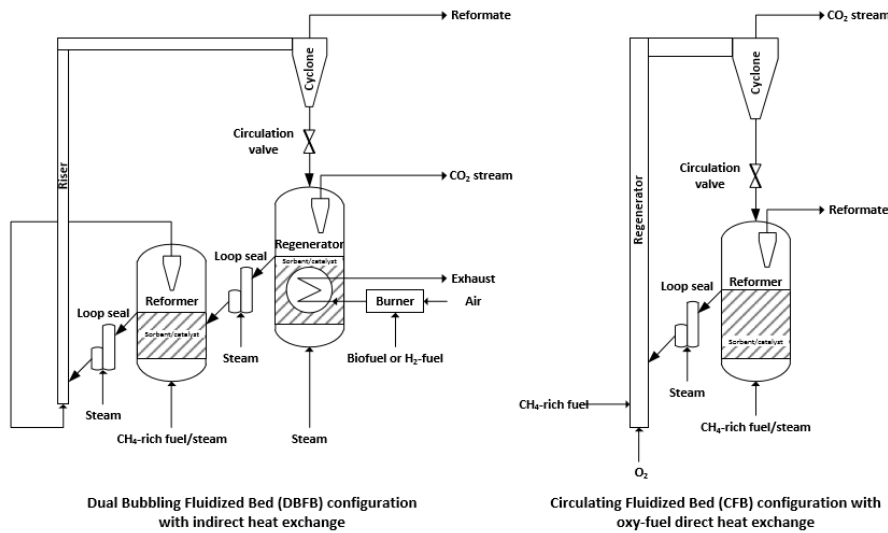 Reformate
Cyclone
Circulation
valve
Riser
CO₂ stream
Regenerator
Sorbent/catalyst
Loop seal
Exhaust
Burner
Air
Reformer
Loop seal
Sorbent/catalyst
Steam
Biofuel or H₂-fuel
Steam
CH₄-rich fuel/steam
Steam
Dual Bubbling Fluidized Bed (DBFB) configuration
with indirect heat exchange
CO₂ stream
Cyclone
Circulation
valve
Regenerator
Reformate
Loop seal
Reformer
Sorbent/catalyst
Steam
CH₄-rich fuel
CH₄-rich fuel/steam
O₂
Circulating Fluidized Bed (CFB) configuration with
oxy-fuel direct heat exchange